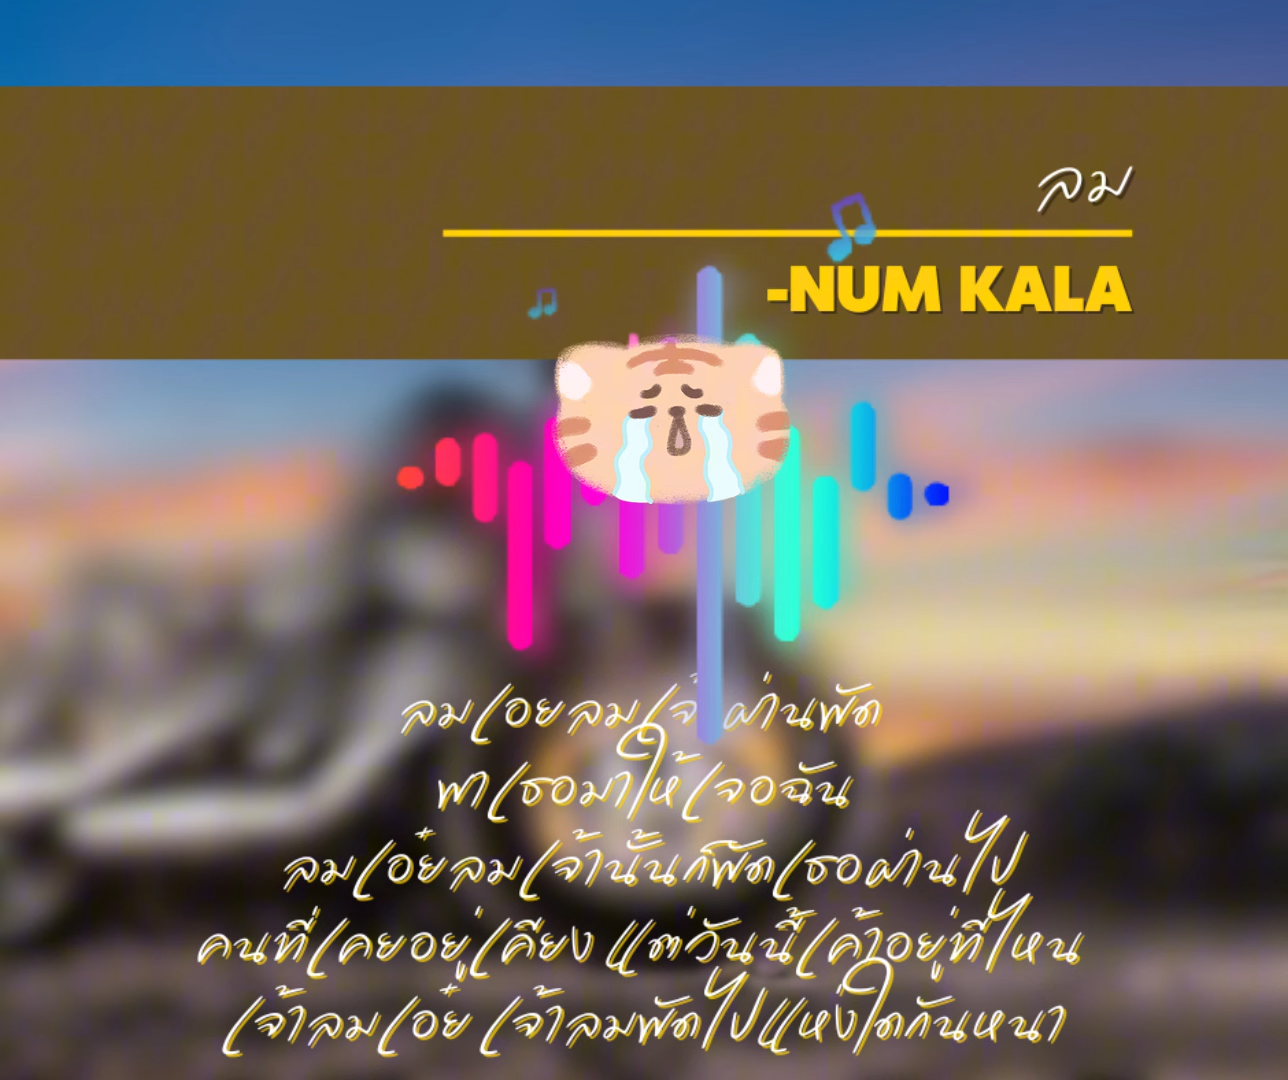 ลม
-NUM KALA
ลมเอยลมเจ้ ผ่านพัด
พาเธอมาให้เจอฉัน
ลมเอ๋ยลมเจ้านั้นก็พัดเธอผ่านไป
คนที่เคยอยู่เคียง แต่วันนี้เค้าอยู่ที่ไหน
เจ้าลมเอ๋ย เจ้าลมพัดไปแห่งใดกันหนา